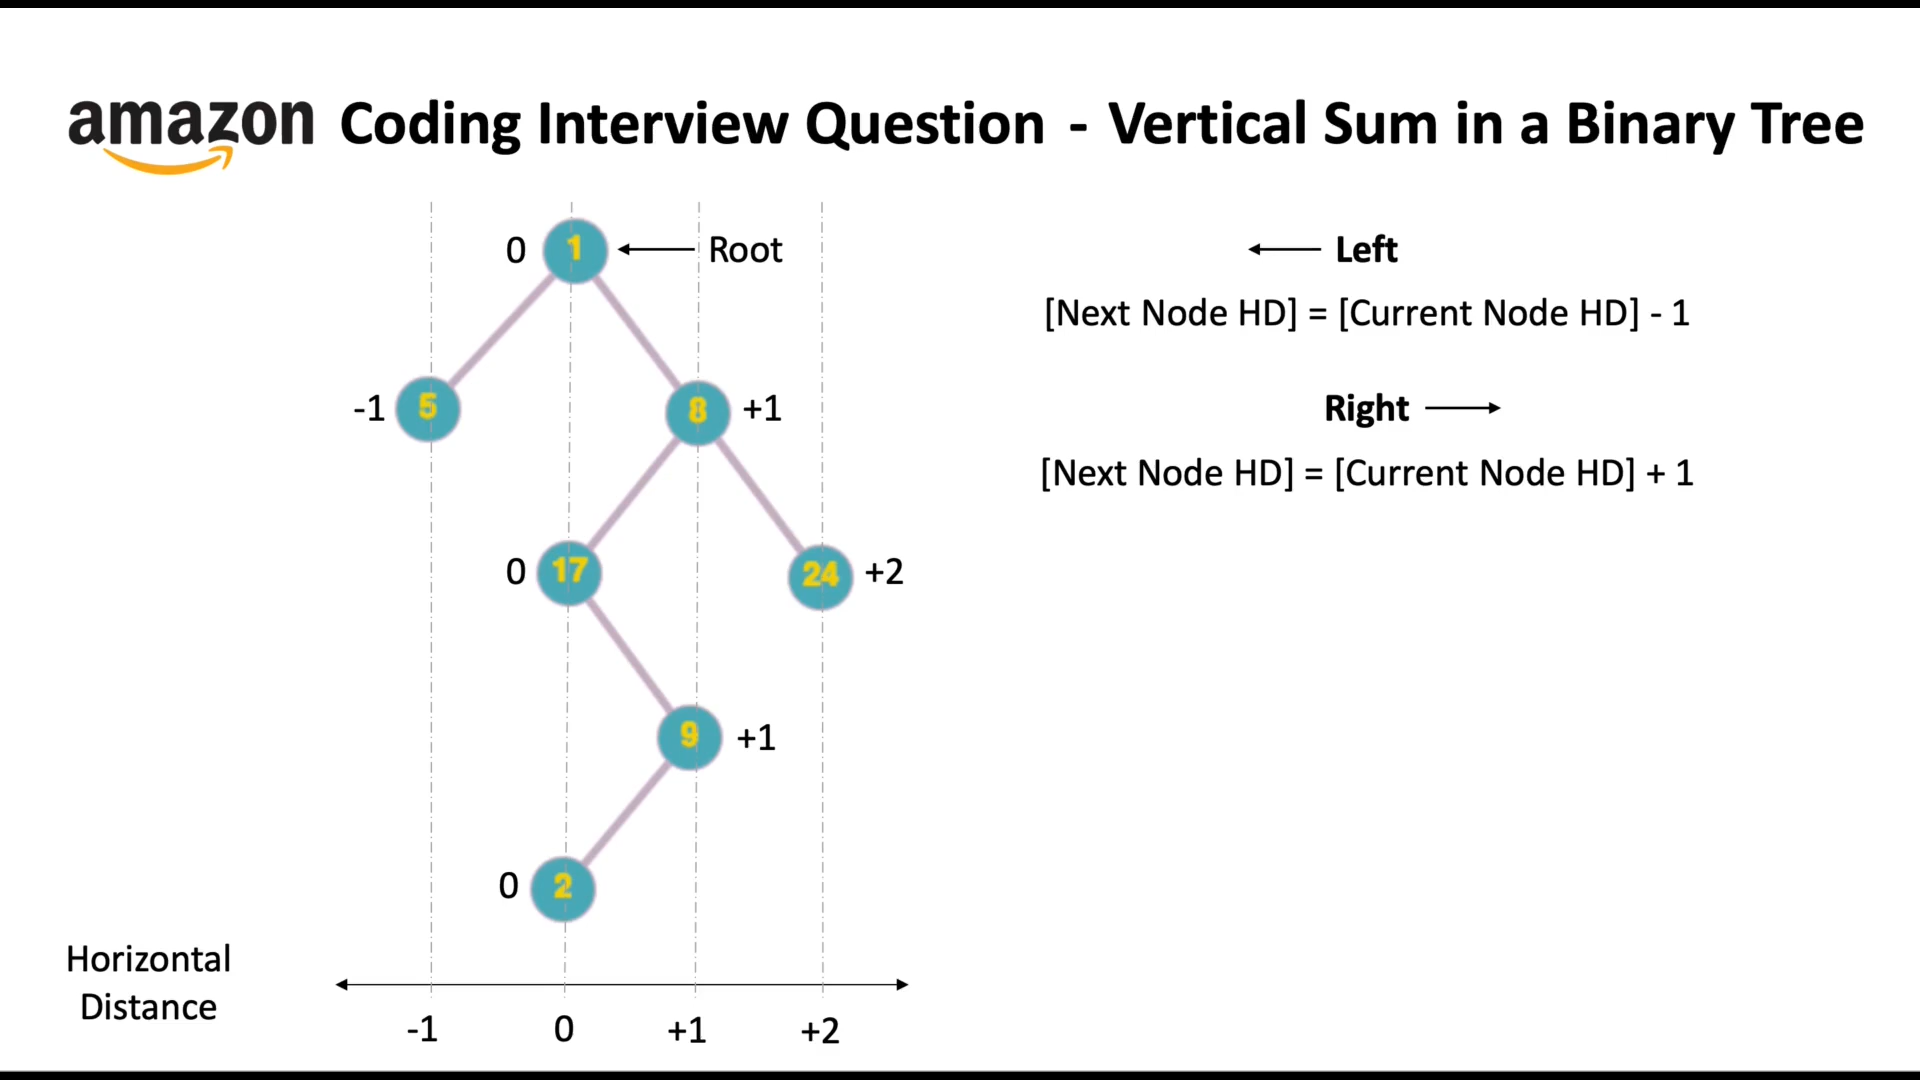 amazon Coding Interview Question - Vertical Sum in a Binary Tree
0 1 Root
Left
[Next Node HD] = [Current Node HD] - 1
-1 5 8 +1
Right
[Next Node HD] = [Current Node HD] + 1
0 17 24 +2
9 +1
0 2
Horizontal
Distance
-1 0 +1 +2